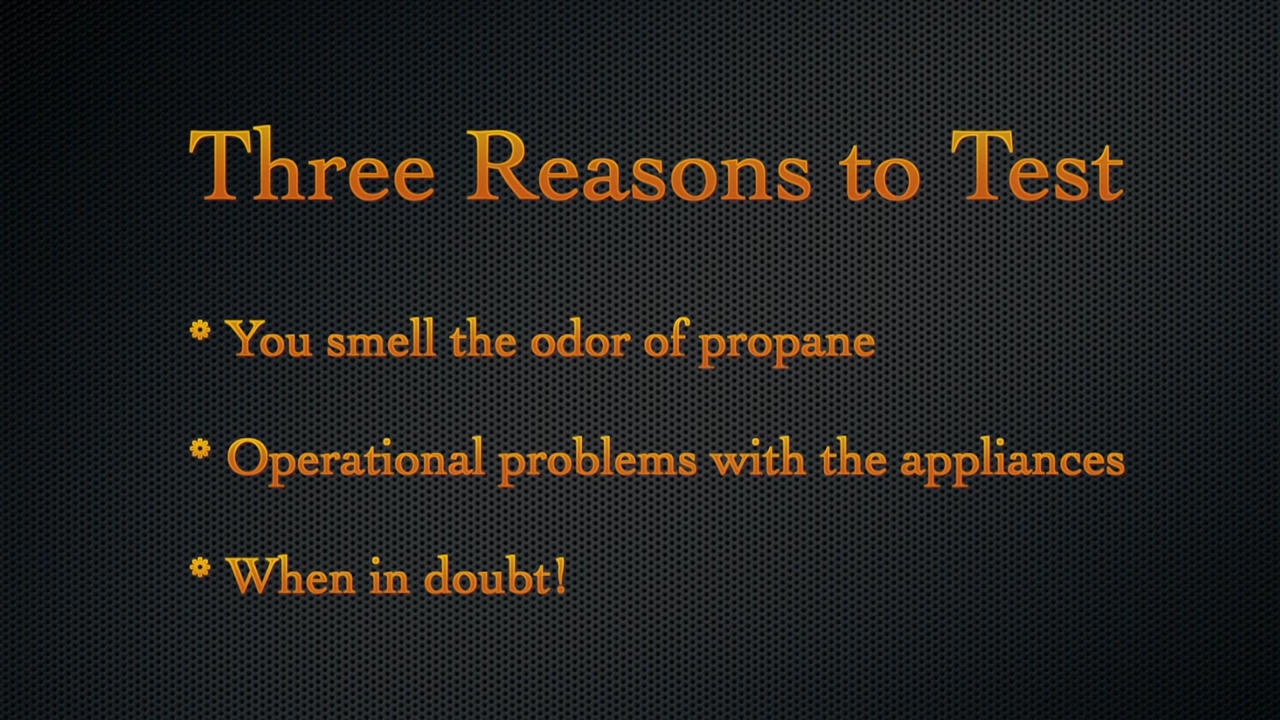 Three Reasons to Test
* You smell the odor of propane
* Operational problems with the appliances
* When in doubt!